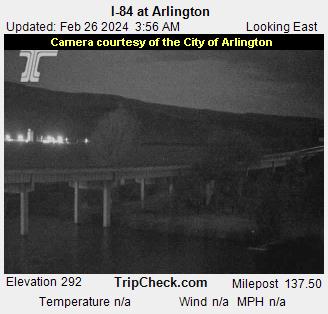 I-84 at Arlington
Updated: Feb 26 2024 3:56 AM Looking East
Camera courtesy of the City of Arlington
Elevation 292 TripCheck.com Milepost 137.50
Temperature n/a Wind n/a MPH n/a